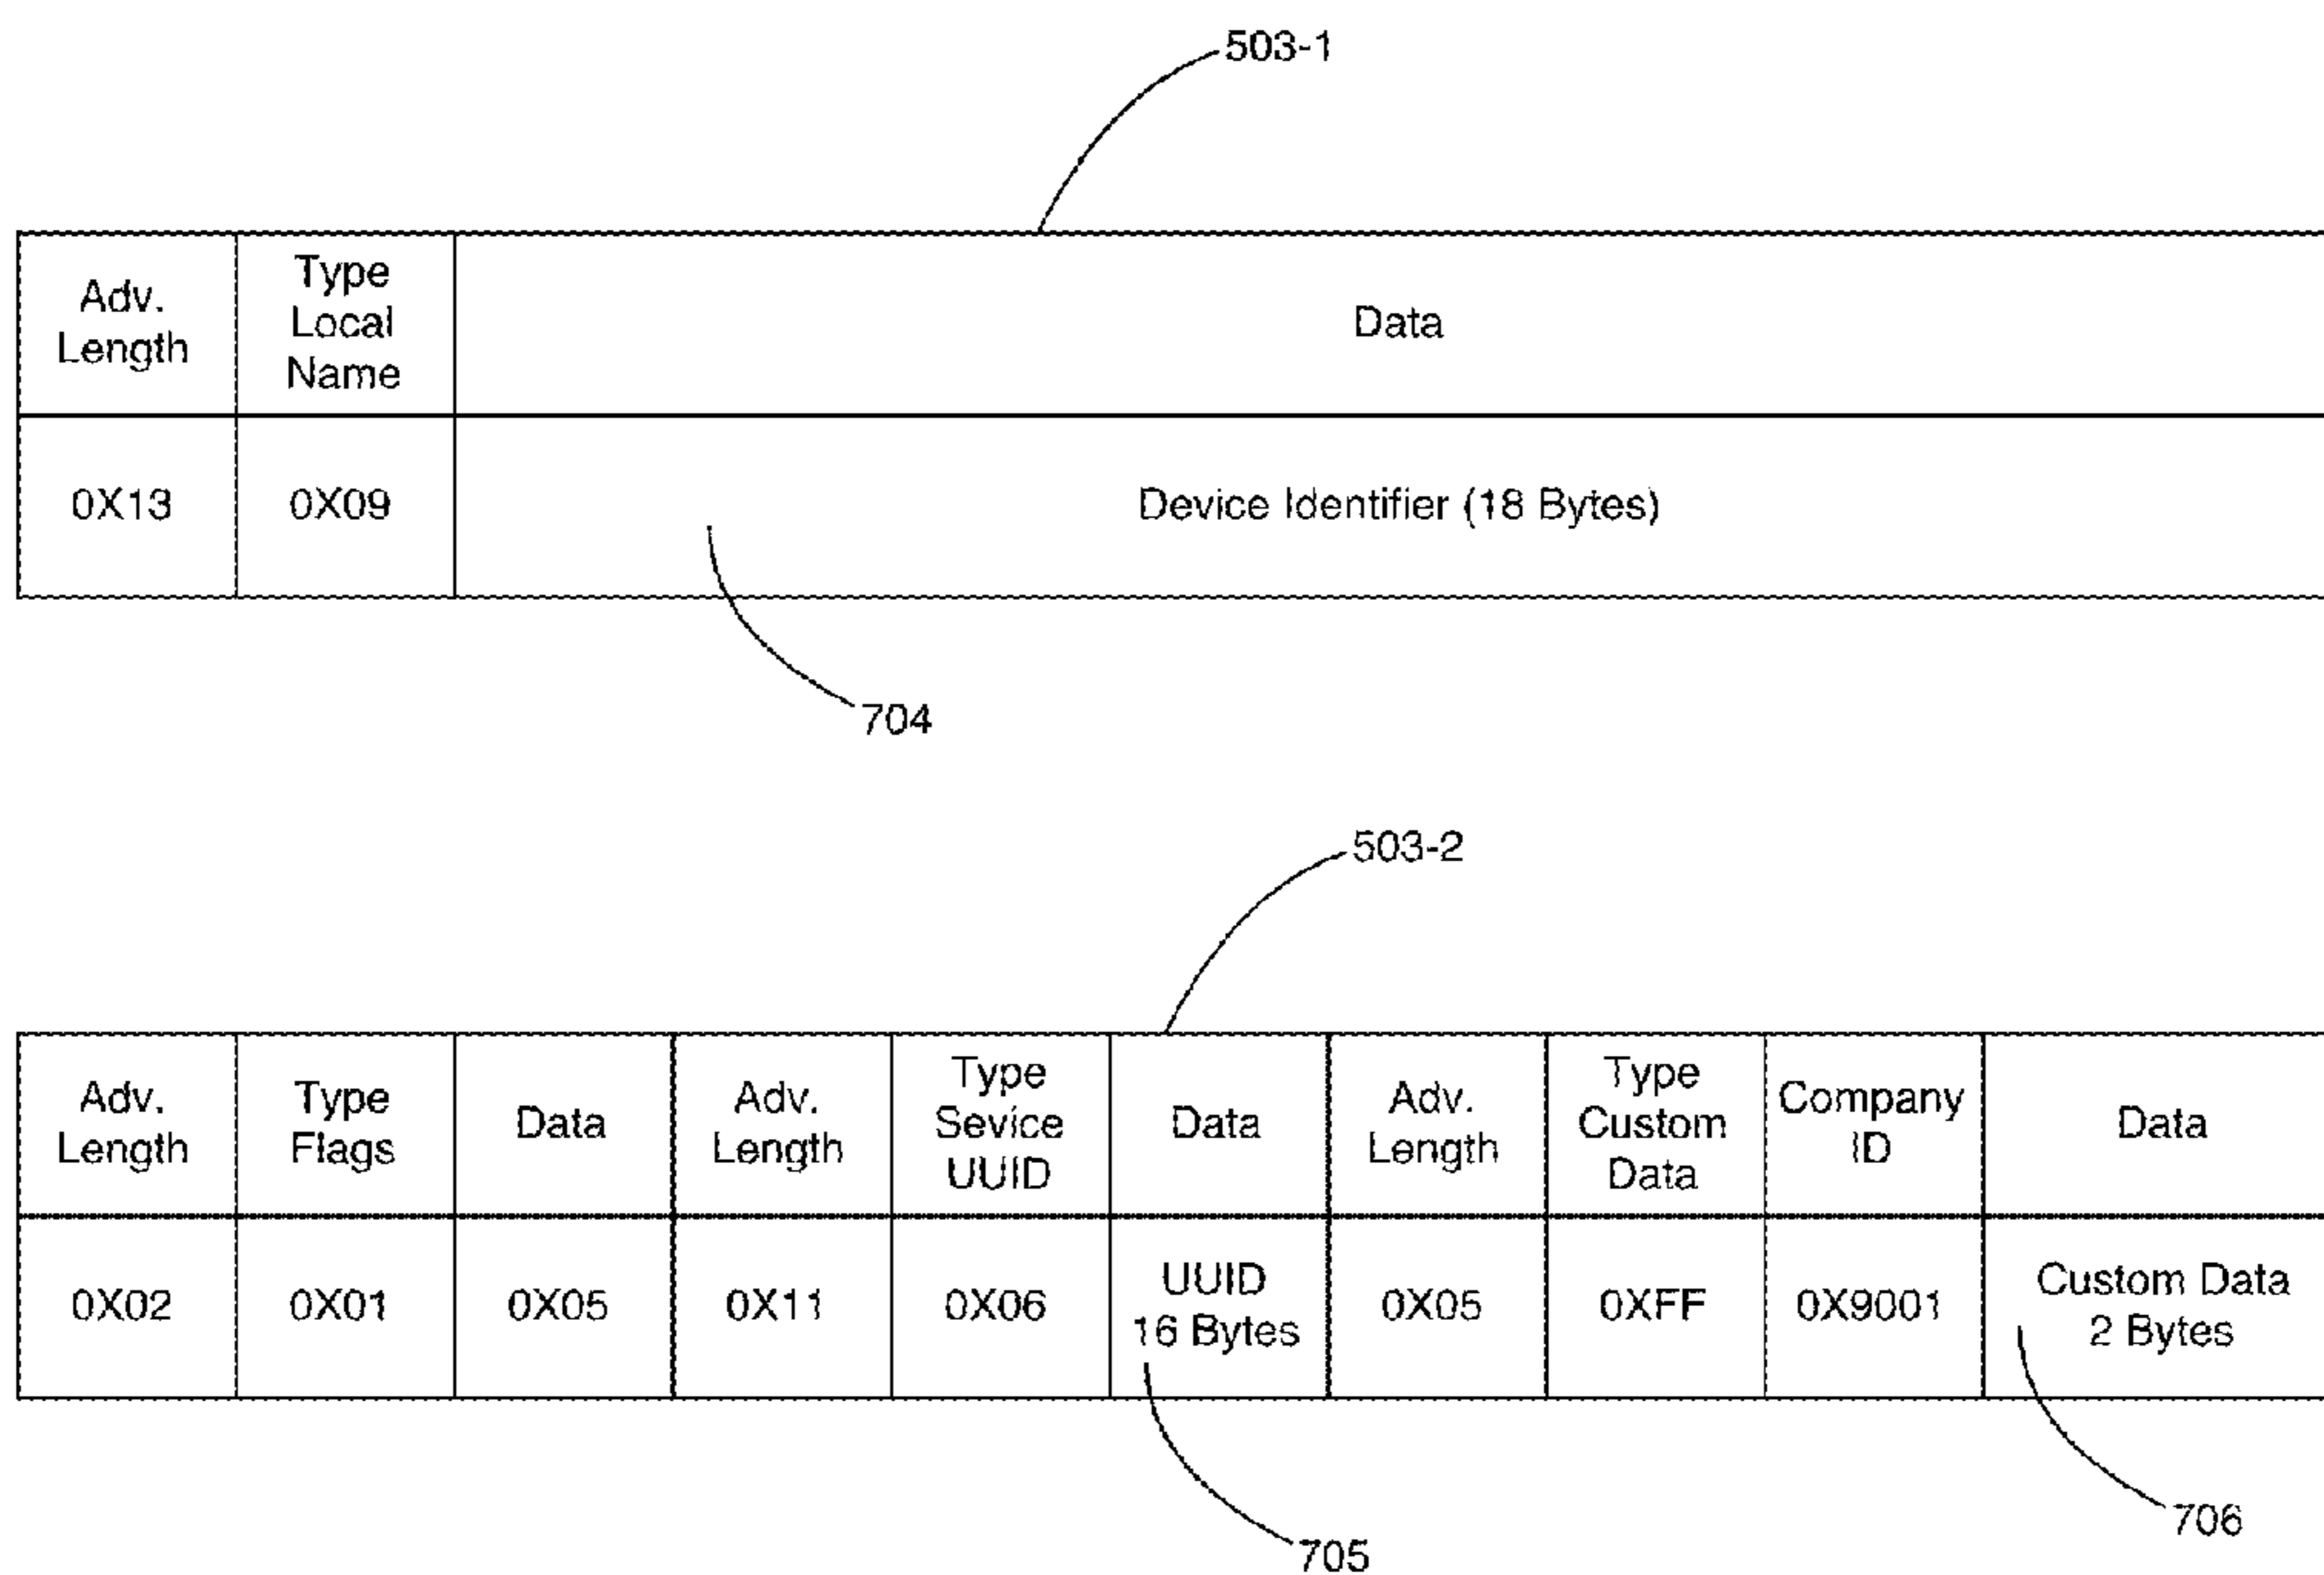 503-1
Adv.
Length
Type
Local
Name
Data
0X13
0X09
Device Identifier (18 Bytes)
704
503-2
Adv.
Length
Type
Flags
Data
Adv.
Length
Type
Sevice
UUID
Data
Adv.
Length
Type
Custom
Data
Company
ID
Data
0X02
0X01
0X05
0X11
0X06
UUID
16 Bytes
0X05
0XFF
0X9001
Custom Data
2 Bytes
706
705